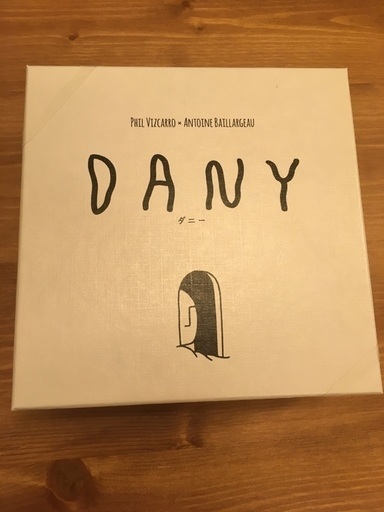 PHIL VIZCARRO × ANTOINE BAILLARGEAU
DANY
ダニー